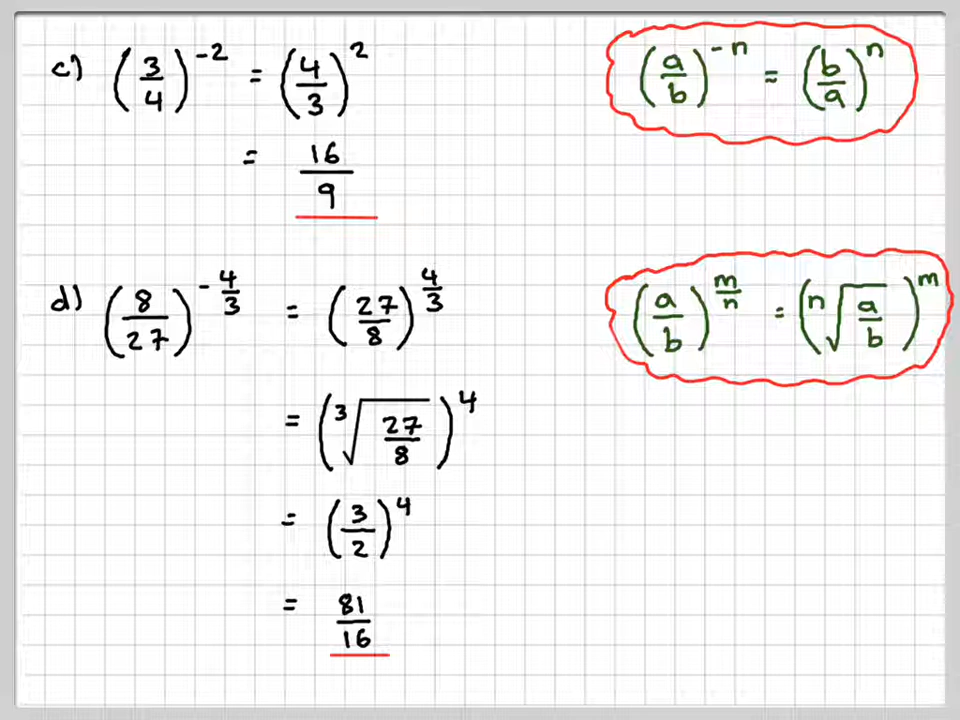 c) (3/4)^-2 = (4/3)^2
(a/b)^-n = (b/a)^n
= 16/9
d) (8/27)^-4/3 = (27/8)^4/3
(a/b)^m/n = (n√a/b)^m
= (3√27/8)^4
= (3/2)^4
= 81/16